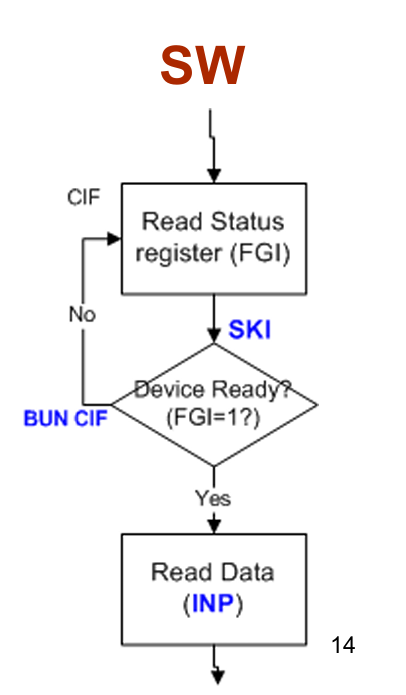 SW
CIF
Read Status
register (FGI)
No
SKI
Device Ready?
(FGI=1?)
BUN CIF
Yes
Read Data
(INP)
14